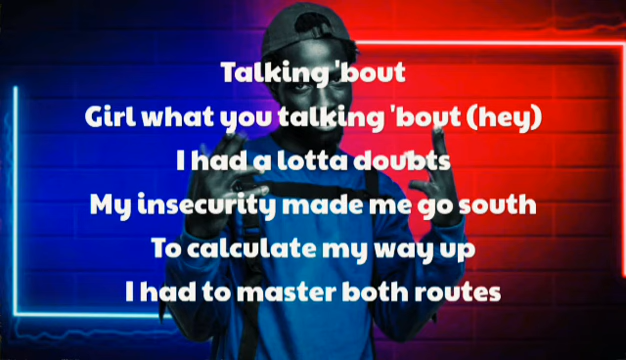 Talking 'bout
Girl what you talking 'bout (hey)
I had a lotta doubts
My insecurity made me go south
To calculate my way up
I had to master both routes